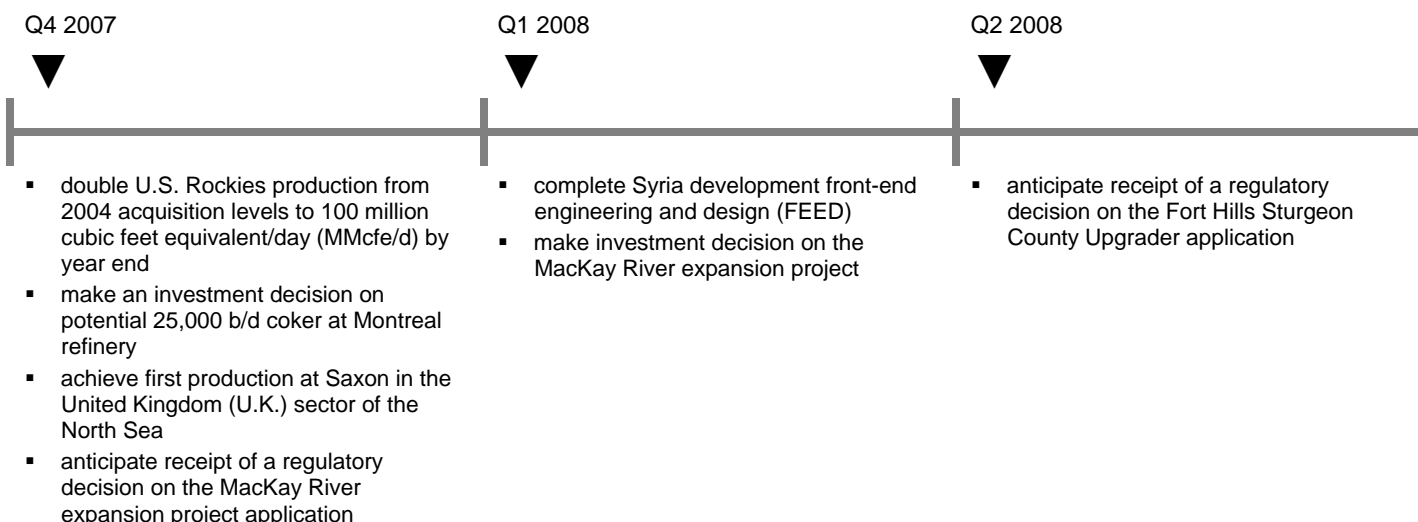 Q4 2007
Q1 2008
Q2 2008
▪ double U.S. Rockies production from
2004 acquisition levels to 100 million
cubic feet equivalent/day (MMcfe/d) by
year end
▪ make an investment decision on
potential 25,000 b/d coker at Montreal
refinery
▪ achieve first production at Saxon in the
United Kingdom (U.K.) sector of the
North Sea
▪ anticipate receipt of a regulatory
decision on the MacKay River
expansion project application
▪ complete Syria development front-end
engineering and design (FEED)
▪ make investment decision on the
MacKay River expansion project
▪ anticipate receipt of a regulatory
decision on the Fort Hills Sturgeon
County Upgrader application